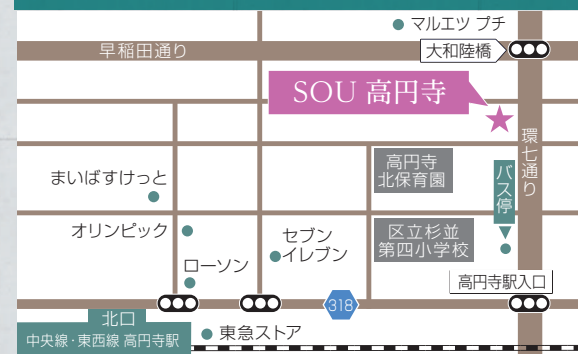 マルエツ プチ
早稲田通り
大和陸橋
SOU 高円寺
環七通り
高円寺
北保育園
バス停
まいばすけっと
オリンピック
セブン
イレブン
区立杉並
第四小学校
ローソン
高円寺駅入口
318
北口
中央線・東西線 高円寺駅
東急ストア